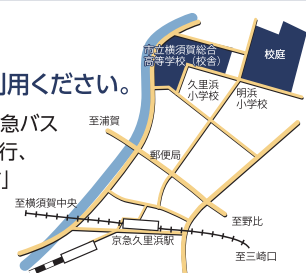 市立横須賀総合
高等学校（校舎）
校庭
久里浜
小学校
明浜
小学校
利用ください。
急バス
至浦賀
行、
郵便局
」
至横須賀中央
至野比
京急久里浜駅
至三崎口